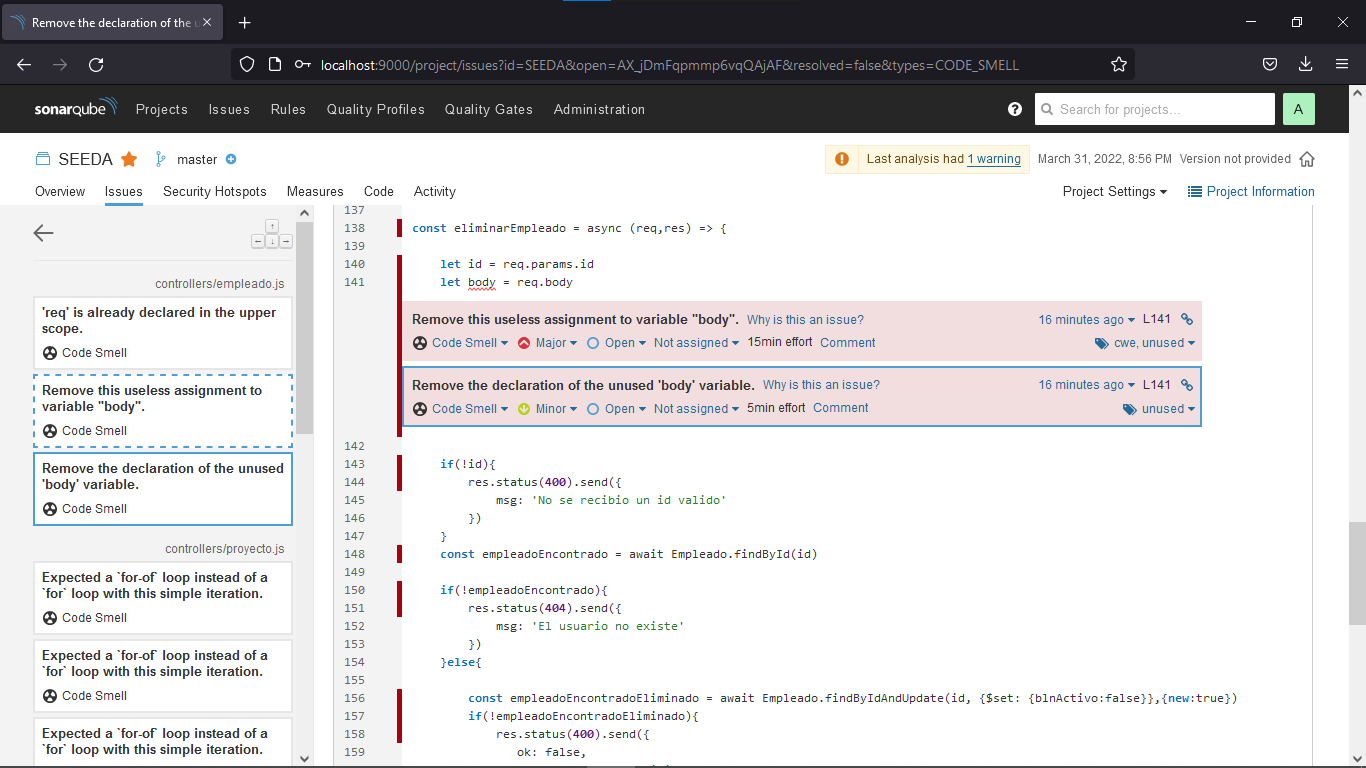 Remove the declaration of the u
localhost:9000/project/issues?id=SEEDA&open=AX_jDmFqpmmp6vqQAjAF&resolved=false&types=CODE_SMELL
sonarqube Projects Issues Rules Quality Profiles Quality Gates Administration ? Search for projects... A
SEEDA master Last analysis had 1 warning March 31, 2022, 8:56 PM Version not provided
Overview Issues Security Hotspots Measures Code Activity Project Settings Project Information
controllers/empleado.js
'req' is already declared in the upper
scope.
Code Smell
Remove this useless assignment to
variable "body".
Code Smell
Remove the declaration of the unused
'body' variable.
Code Smell
controllers/proyecto.js
Expected a `for-of` loop instead of a
`for` loop with this simple iteration.
Code Smell
Expected a `for-of` loop instead of a
`for` loop with this simple iteration.
Code Smell
Expected a `for-of` loop instead of a
`for` loop with this simple iteration.
137
138 const eliminarEmpleado = async (req,res) => {
139
140 let id = req.params.id
141 let body = req.body
Remove this useless assignment to variable "body". Why is this an issue? 16 minutes ago L141
Code Smell Major Open Not assigned 15min effort Comment cwe, unused
Remove the declaration of the unused 'body' variable. Why is this an issue? 16 minutes ago L141
Code Smell Minor Open Not assigned 5min effort Comment unused
142
143 if(!id){
144 res.status(400).send({
145 msg: 'No se recibio un id valido'
146 })
147 }
148 const empleadoEncontrado = await Empleado.findById(id)
149
150 if(!empleadoEncontrado){
151 res.status(404).send({
152 msg: 'El usuario no existe'
153 })
154 }else{
155
156 const empleadoEncontradoEliminado = await Empleado.findByIdAndUpdate(id, {$set: {blnActivo:false}},{new:true})
157 if(!empleadoEncontradoEliminado){
158 res.status(400).send({
159 ok: false,